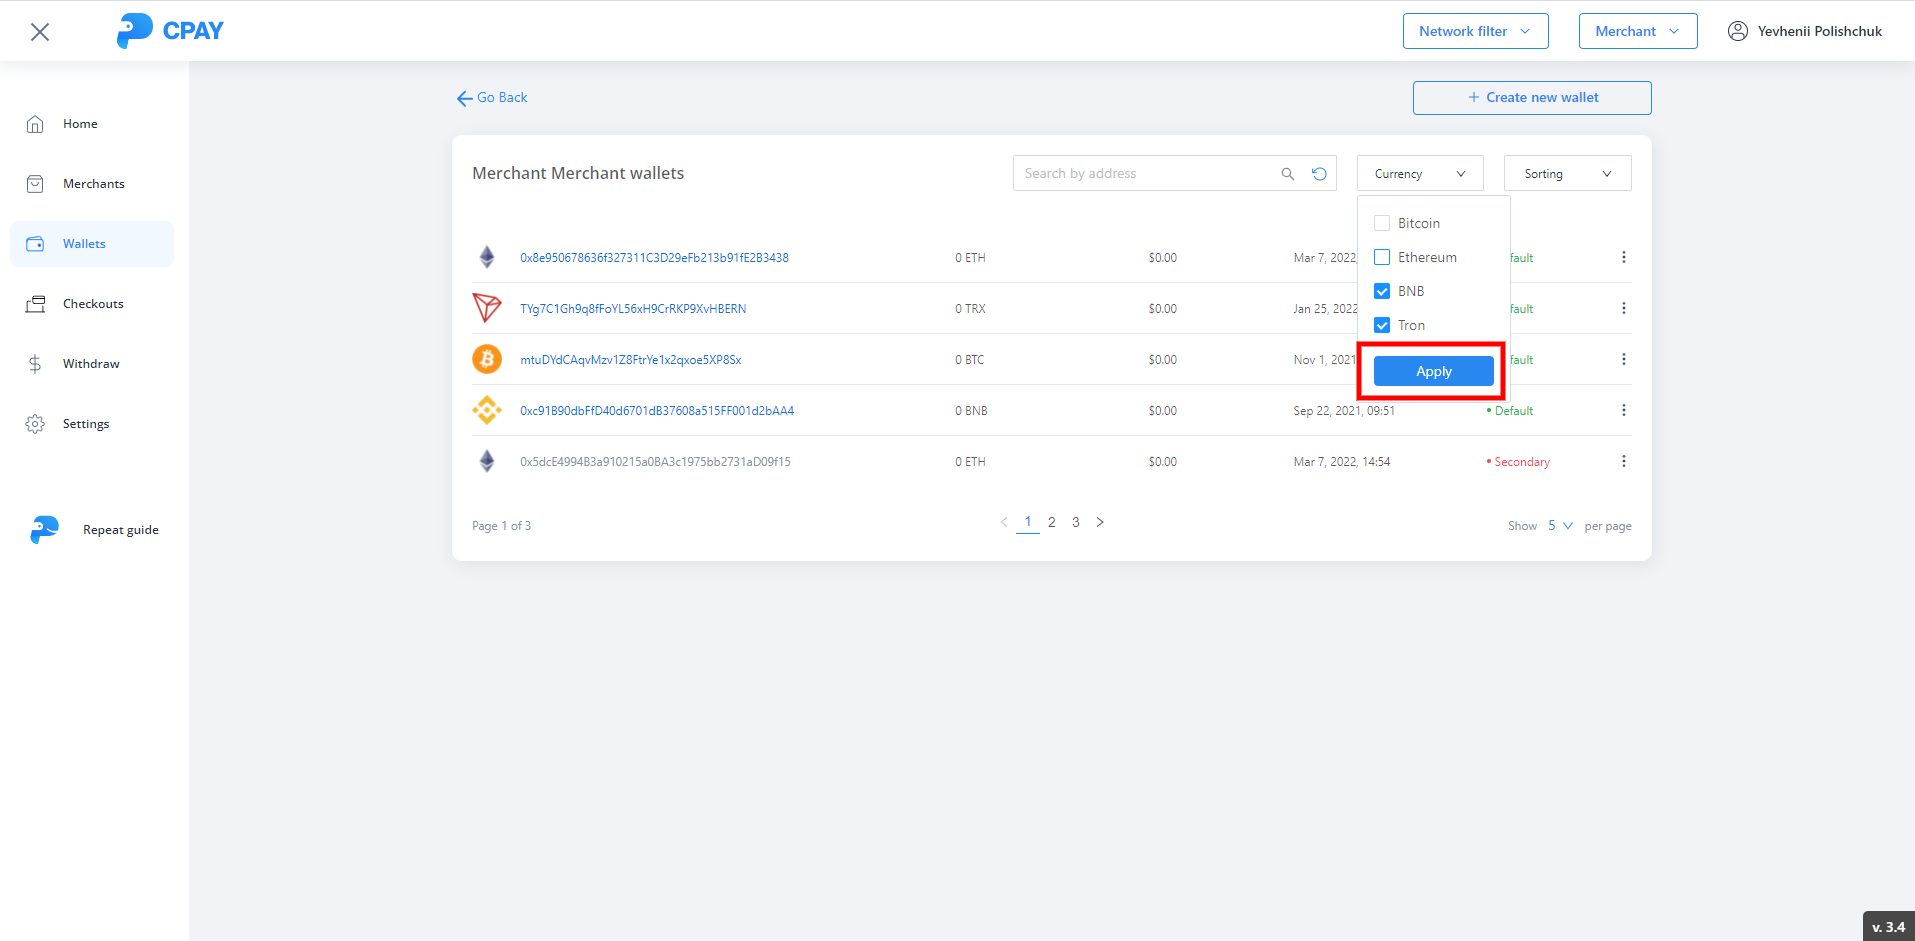 CPAY
Network filter
Merchant
Yevhenii Polishchuk
Home
Merchants
Wallets
Checkouts
Withdraw
Settings
Repeat guide
Go Back
+ Create new wallet
Merchant Merchant wallets
Search by address
Currency
Sorting
Bitcoin
Ethereum
BNB
Tron
Apply
0x8e950678636f327311C3D29eFb213b91fE2B3438 0 ETH $0.00 Mar 7, 2022 fault
TYg7C1Gh9q8fFoYL56xH9CrRKP9XvHBERN 0 TRX $0.00 Jan 25, 2022 fault
mtuDYdCAqvMzv1Z8FtrYe1x2qxoe5XP8Sx 0 BTC $0.00 Nov 1, 2021 fault
0xc91B90dbFfD40d6701dB37608a515FF001d2bAA4 0 BNB $0.00 Sep 22, 2021, 09:51 • Default
0x5dcE4994B3a910215a0BA3c1975bb2731aD09f15 0 ETH $0.00 Mar 7, 2022, 14:54 • Secondary
Page 1 of 3
< 1 2 3 >
Show 5 per page
v. 3.4